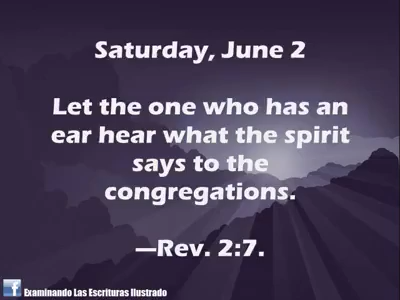 Saturday, June 2
Let the one who has an
ear hear what the spirit
says to the
congregations.
—Rev. 2:7.
f Examinando Las Escrituras Ilustrado